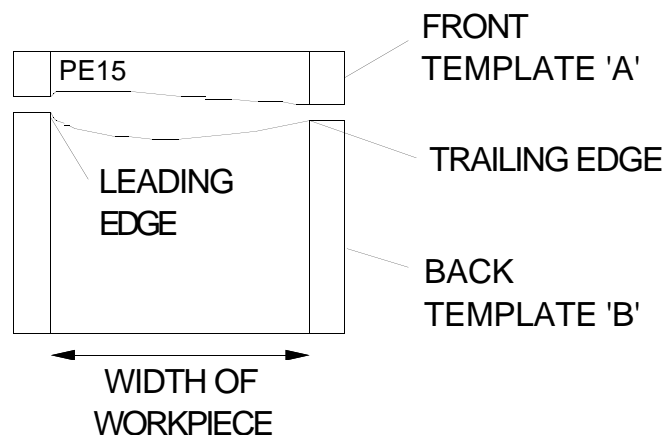 FRONT
TEMPLATE 'A'
PE15
TRAILING EDGE
LEADING
EDGE
BACK
TEMPLATE 'B'
WIDTH OF
WORKPIECE